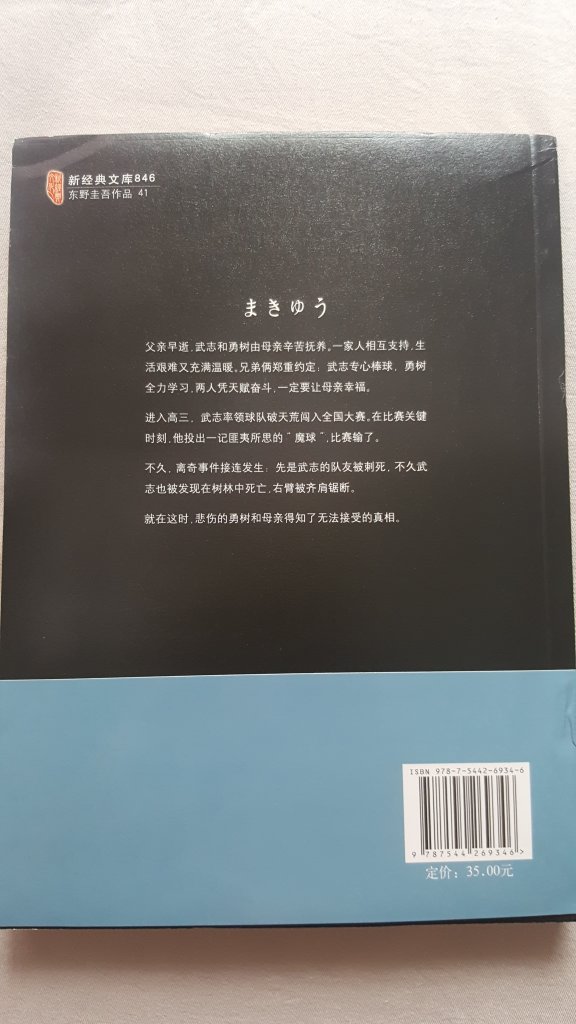 新经典文库846
东野圭吾作品 41
まきゅう
父亲早逝，武志和勇树由母亲辛苦抚养。一家人相互支持，生
活艰难又充满温暖。兄弟俩郑重约定：武志专心棒球，勇树
全力学习，两人凭天赋奋斗，一定要让母亲幸福。
进入高三，武志率领球队破天荒闯入全国大赛。在比赛关键
时刻，他投出一记匪夷所思的“魔球”，比赛输了。
不久，离奇事件接连发生：先是武志的队友被刺死，不久武
志也被发现在树林中死亡，右臂被齐肩锯断。
就在这时，悲伤的勇树和母亲得知了无法接受的真相。
ISBN 978-7-5442-6934-6
9 787544 269346 >
定价：35.00元